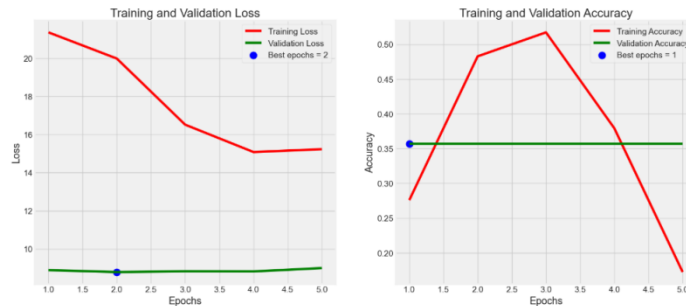 Training and Validation Loss
Training Loss
Validation Loss
Best epochs = 2
20
18
16
14
12
10
Loss
1.0 1.5 2.0 2.5 3.0 3.5 4.0 4.5 5.0
Epochs
Training and Validation Accuracy
Training Accuracy
Validation Accuracy
Best epochs = 1
0.50
0.45
0.40
0.35
0.30
0.25
0.20
Accuracy
1.0 1.5 2.0 2.5 3.0 3.5 4.0 4.5 5.0
Epochs